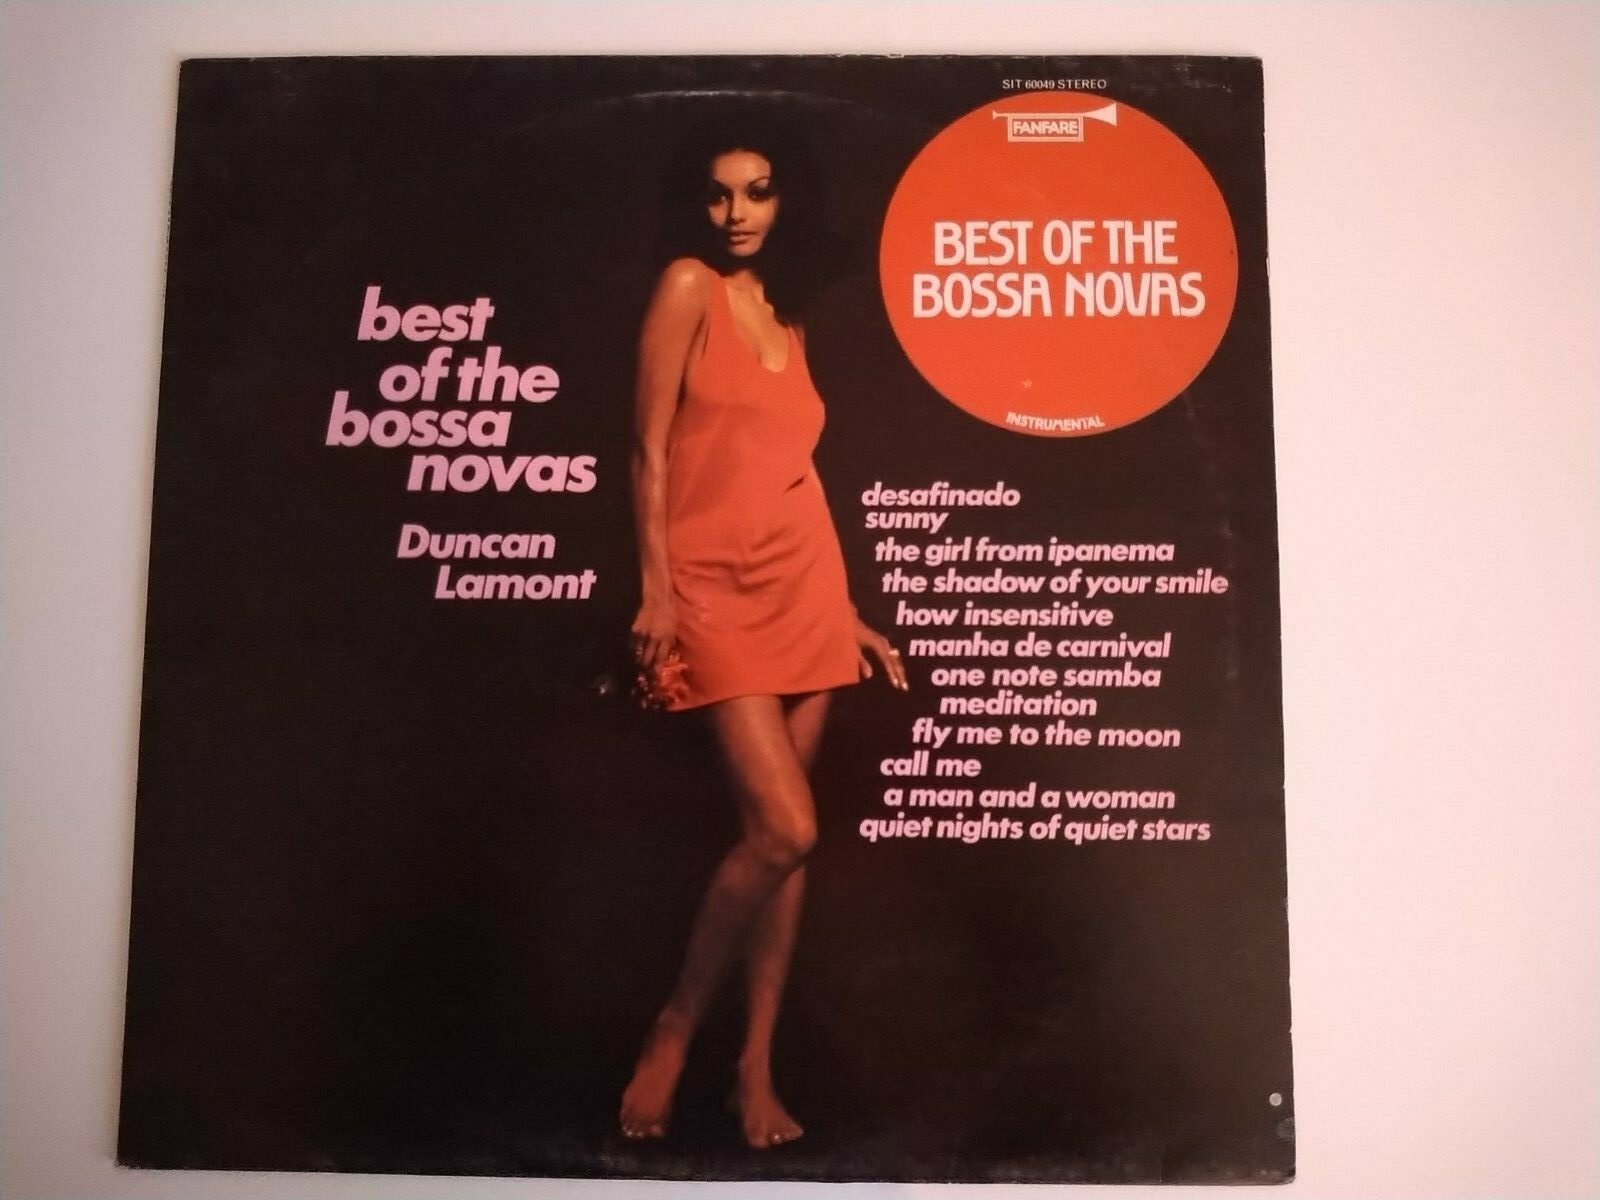 SIT 60049 STEREO
FANFARE
BEST OF THE
BOSSA NOVAS
INSTRUMENTAL
best
of the
bossa
novas
Duncan
Lamont
desafinado
sunny
the girl from ipanema
the shadow of your smile
how insensitive
manha de carnival
one note samba
meditation
fly me to the moon
call me
a man and a woman
quiet nights of quiet stars